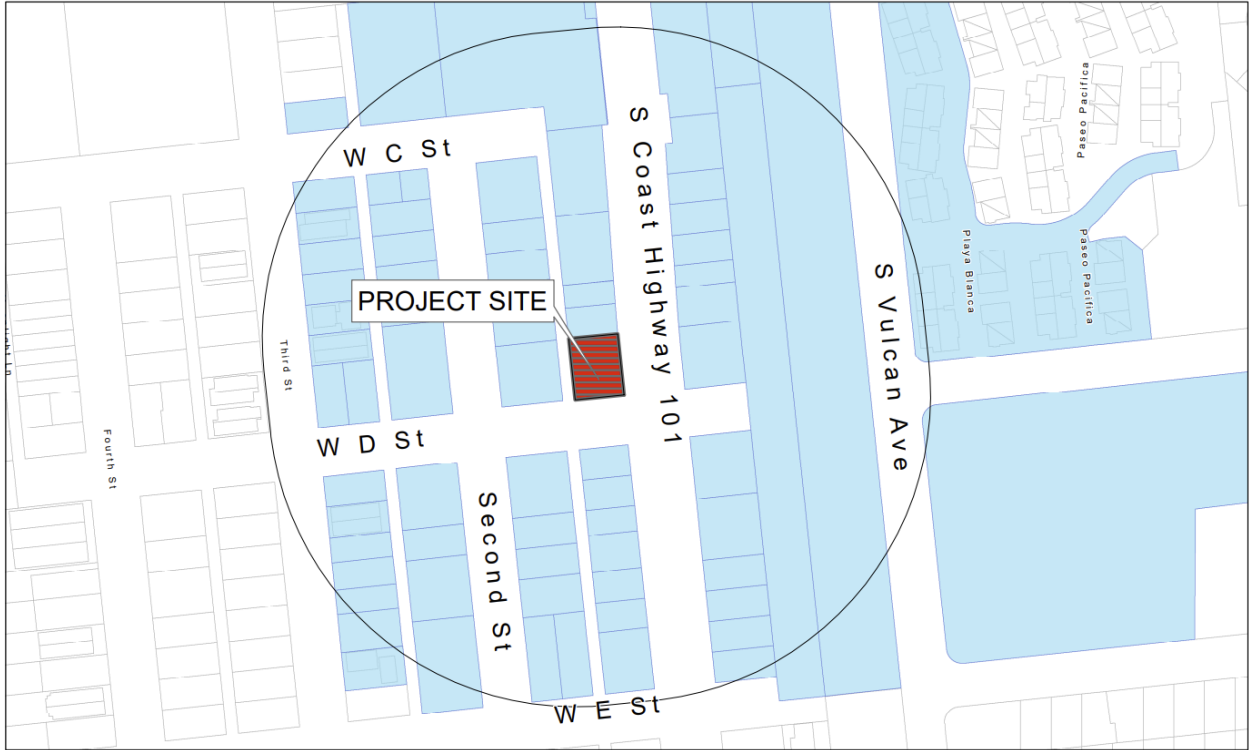 W C St
S Coast Highway 101
Paseo Pacifica
PROJECT SITE
Playa Blanca
Paseo Pacifica
S Vulcan Ave
Third St
W D St
Fourth St
Second St
W E St